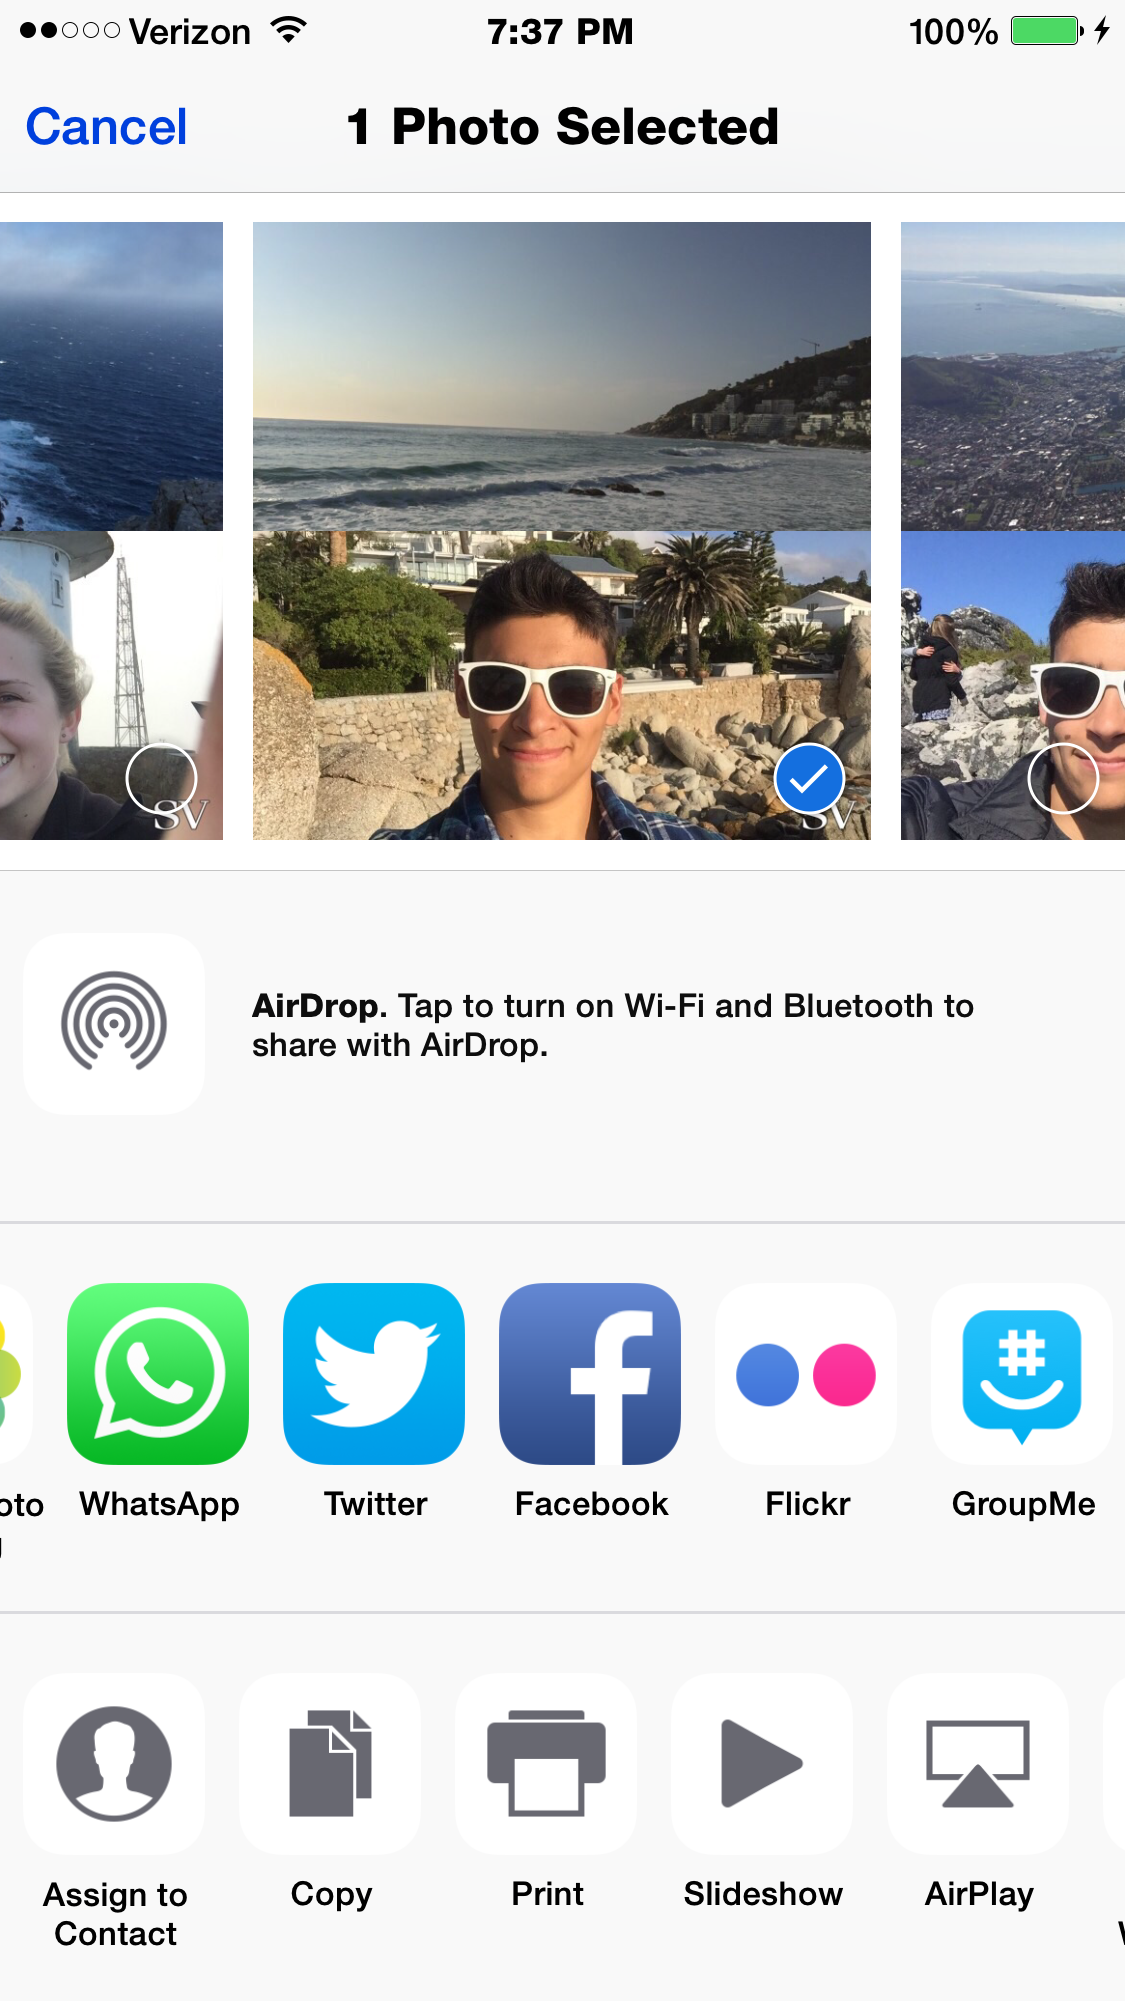 Verizon 7:37 PM 100%
Cancel 1 Photo Selected
SV SV
AirDrop. Tap to turn on Wi-Fi and Bluetooth to
share with AirDrop.
WhatsApp Twitter Facebook Flickr GroupMe
Assign to
Contact
Copy Print Slideshow AirPlay